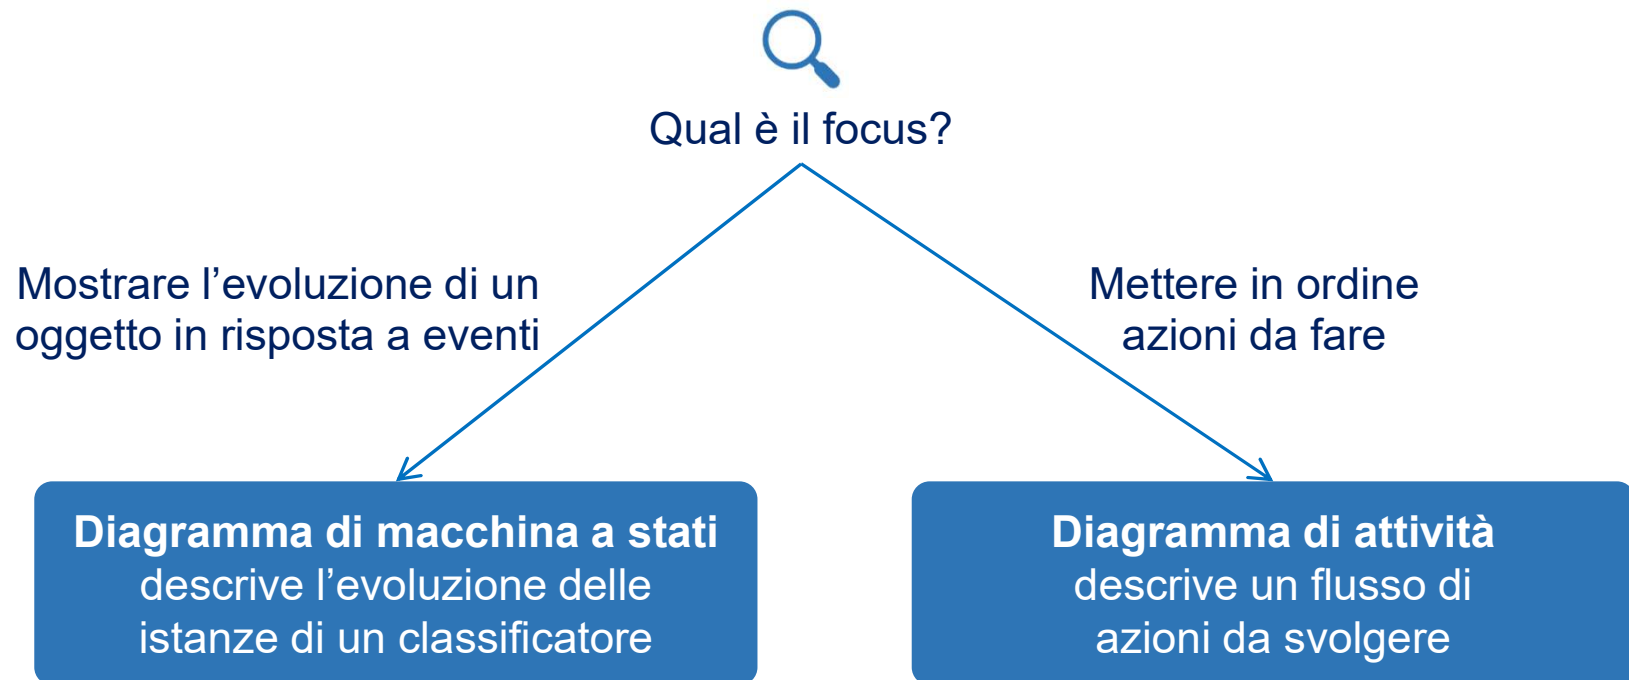 Qual è il focus?
Mostrare l’evoluzione di un
oggetto in risposta a eventi
Mettere in ordine
azioni da fare
Diagramma di macchina a stati
descrive l’evoluzione delle
istanze di un classificatore
Diagramma di attività
descrive un flusso di
azioni da svolgere